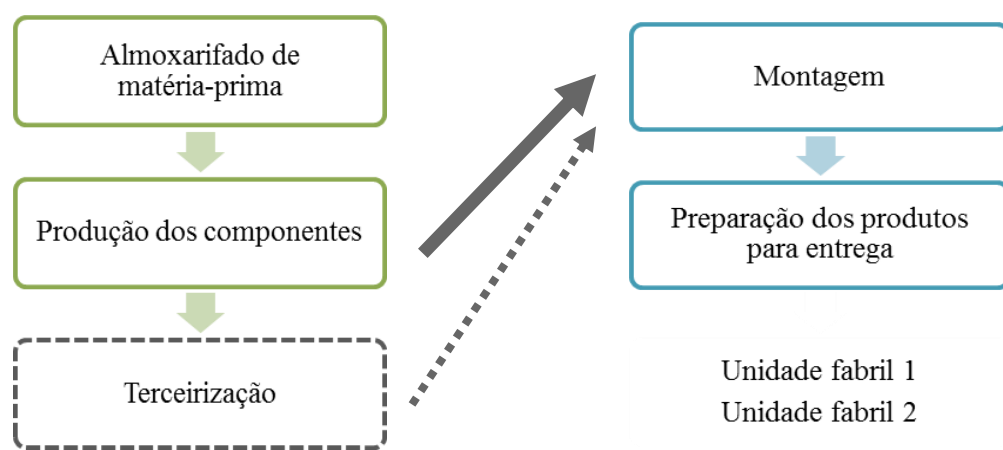 Almoxarifado de
matéria-prima
Produção dos componentes
Terceirização
Montagem
Preparação dos produtos
para entrega
Unidade fabril 1
Unidade fabril 2